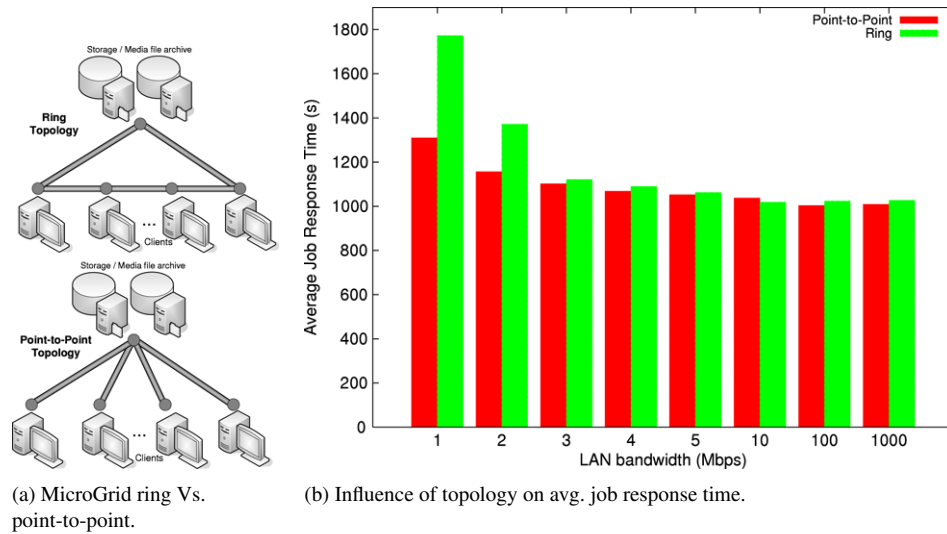 Storage / Media file archive
Ring
Topology
...
Clients
Storage / Media file archive
Point-to-Point
Topology
...
Clients
(a) MicroGrid ring Vs.
point-to-point.
Average Job Response Time (s)
1800
1600
1400
1200
1000
800
600
400
200
0
Point-to-Point
Ring
1 2 3 4 5 10 100 1000
LAN bandwidth (Mbps)
(b) Influence of topology on avg. job response time.